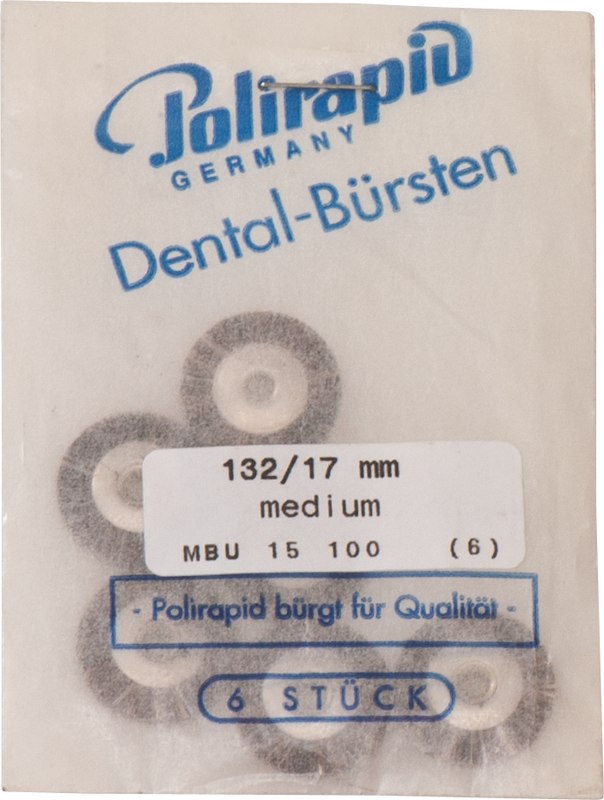 Polirapid
GERMANY
Dental-Bürsten
132/17 mm
medium
MBU 15 100 (6)
- Polirapid bürgt für Qualität -
6 STÜCK